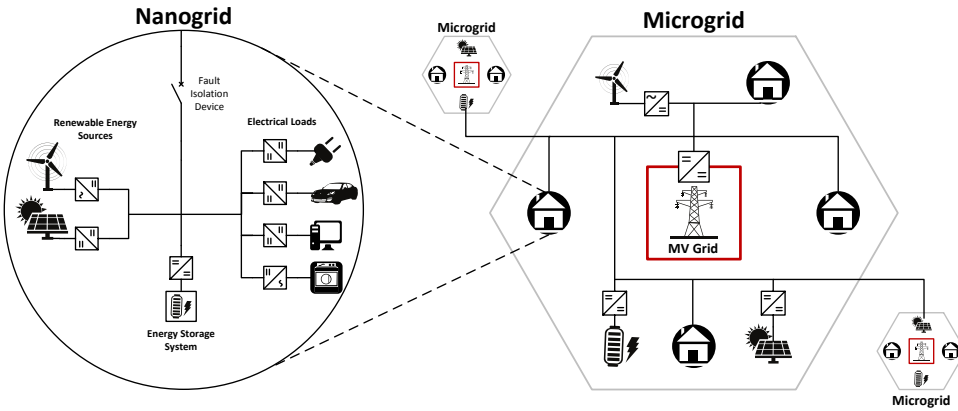 Nanogrid
Microgrid
Microgrid
Fault
Isolation
Device
Renewable Energy
Sources
Electrical Loads
MV Grid
Energy Storage
System
Microgrid